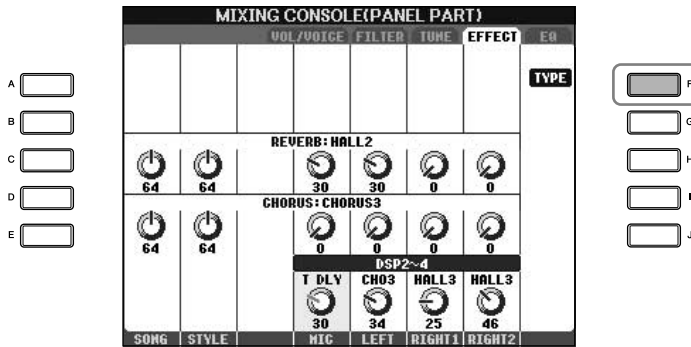 MIXING CONSOLE(PANEL PART)
VOL/VOICE FILTER TUNE EFFECT EQ
A F
TYPE
B G
REVERB:HALL2
C H
64 64 30 30 0 0
CHORUS:CHORUS3
D I
E J
64 64 0 0 0 0
DSP2~4
T DLY CHO3 HALL3 HALL3
30 34 25 46
SONG STYLE MIC LEFT RIGHT1 RIGHT2